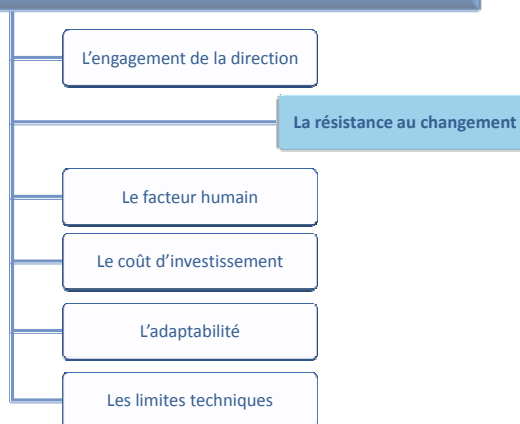 L’engagement de la direction
La résistance au changement
Le facteur humain
Le coût d’investissement
L’adaptabilité
Les limites techniques